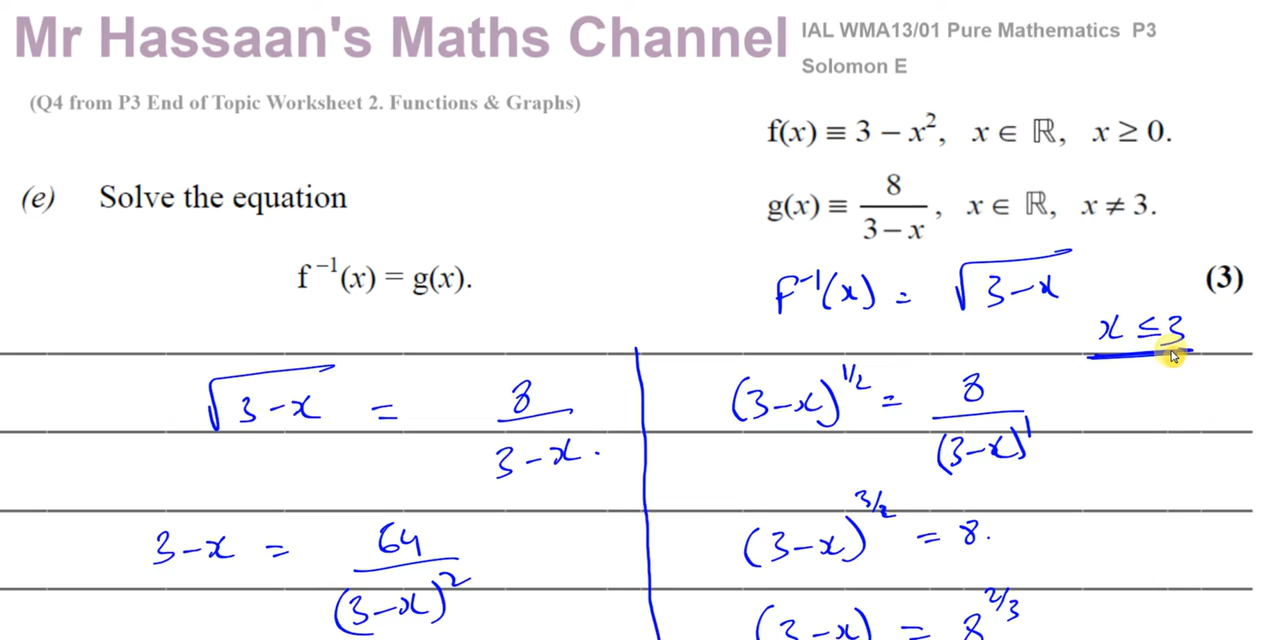 Mr Hassaan's Maths Channel
IAL WMA13/01 Pure Mathematics P3
Solomon E
(Q4 from P3 End of Topic Worksheet 2. Functions & Graphs)
f(x) ≡ 3 – x², x ∈ ℝ, x ≥ 0.
(e) Solve the equation
g(x) ≡ 8/(3 – x), x ∈ ℝ, x ≠ 3.
f⁻¹(x) = g(x).
(3)
f⁻¹(x) = √(3-x)
x ≤ 3
√(3-x) = 8/(3-x).
3-x = 64/(3-x)²
(3-x)^1/2 = 8/(3-x)^1
(3-x)^3/2 = 8.
(3-x) = 8^2/3